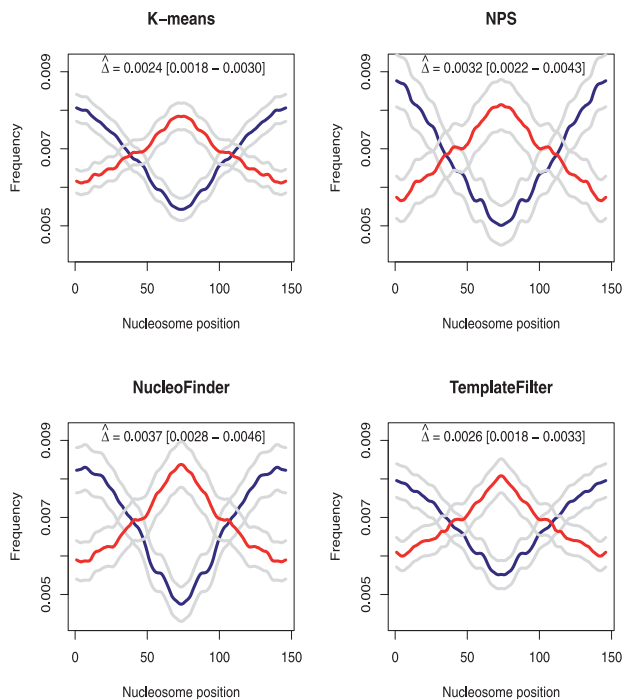 K−means
Δ̂ = 0.0024 [0.0018 − 0.0030]
Frequency
0.009
0.007
0.005
0 50 100 150
Nucleosome position
NPS
Δ̂ = 0.0032 [0.0022 − 0.0043]
Frequency
0.009
0.007
0.005
0 50 100 150
Nucleosome position
NucleoFinder
Δ̂ = 0.0037 [0.0028 − 0.0046]
Frequency
0.009
0.007
0.005
0 50 100 150
Nucleosome position
TemplateFilter
Δ̂ = 0.0026 [0.0018 − 0.0033]
Frequency
0.009
0.007
0.005
0 50 100 150
Nucleosome position